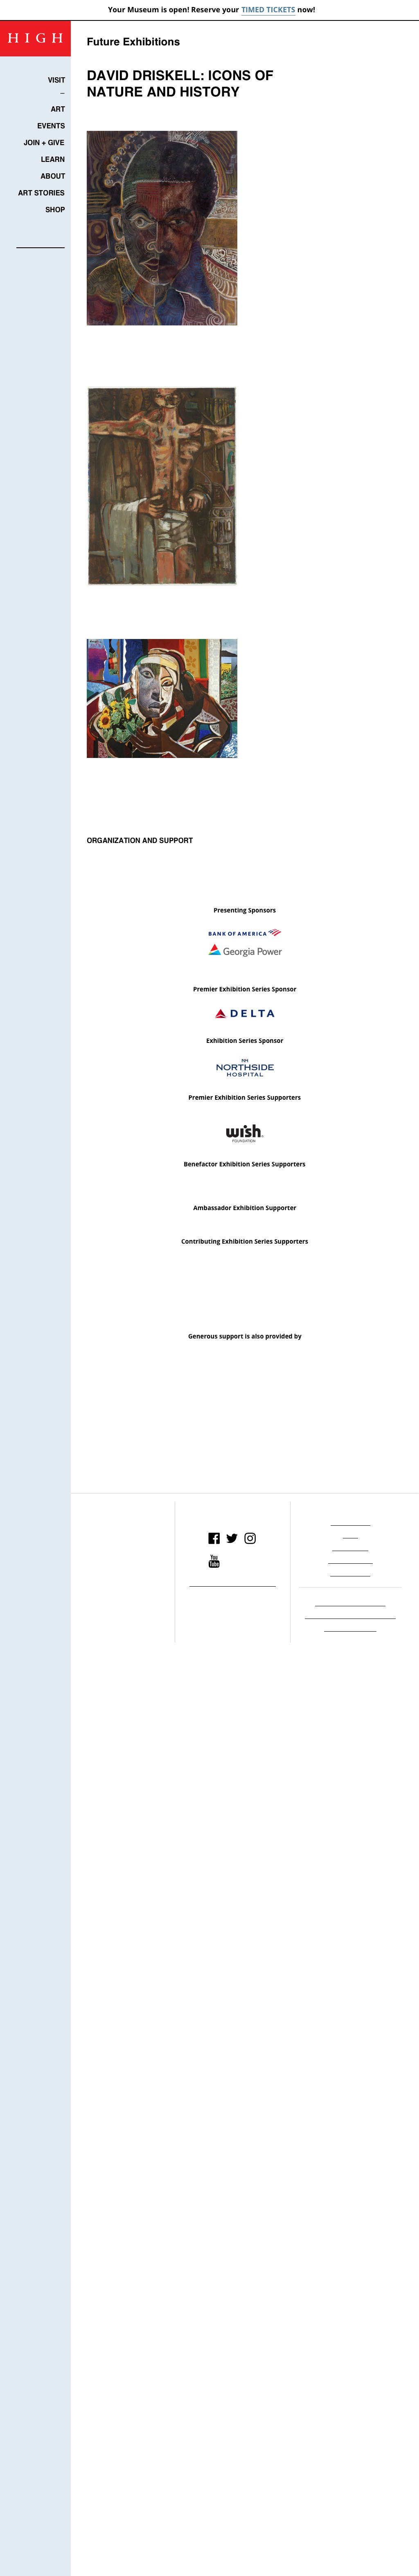 Your Museum is open! Reserve your TIMED TICKETS now!
HIGH
VISIT
–
ART
EVENTS
JOIN + GIVE
LEARN
ABOUT
ART STORIES
SHOP
Future Exhibitions
DAVID DRISKELL: ICONS OF
NATURE AND HISTORY
ORGANIZATION AND SUPPORT
Presenting Sponsors
BANK OF AMERICA
Georgia Power
Premier Exhibition Series Sponsor
DELTA
Exhibition Series Sponsor
NORTHSIDE
HOSPITAL
Premier Exhibition Series Supporters
wish
FOUNDATION
Benefactor Exhibition Series Supporters
Ambassador Exhibition Supporter
Contributing Exhibition Series Supporters
Generous support is also provided by
You
Tube